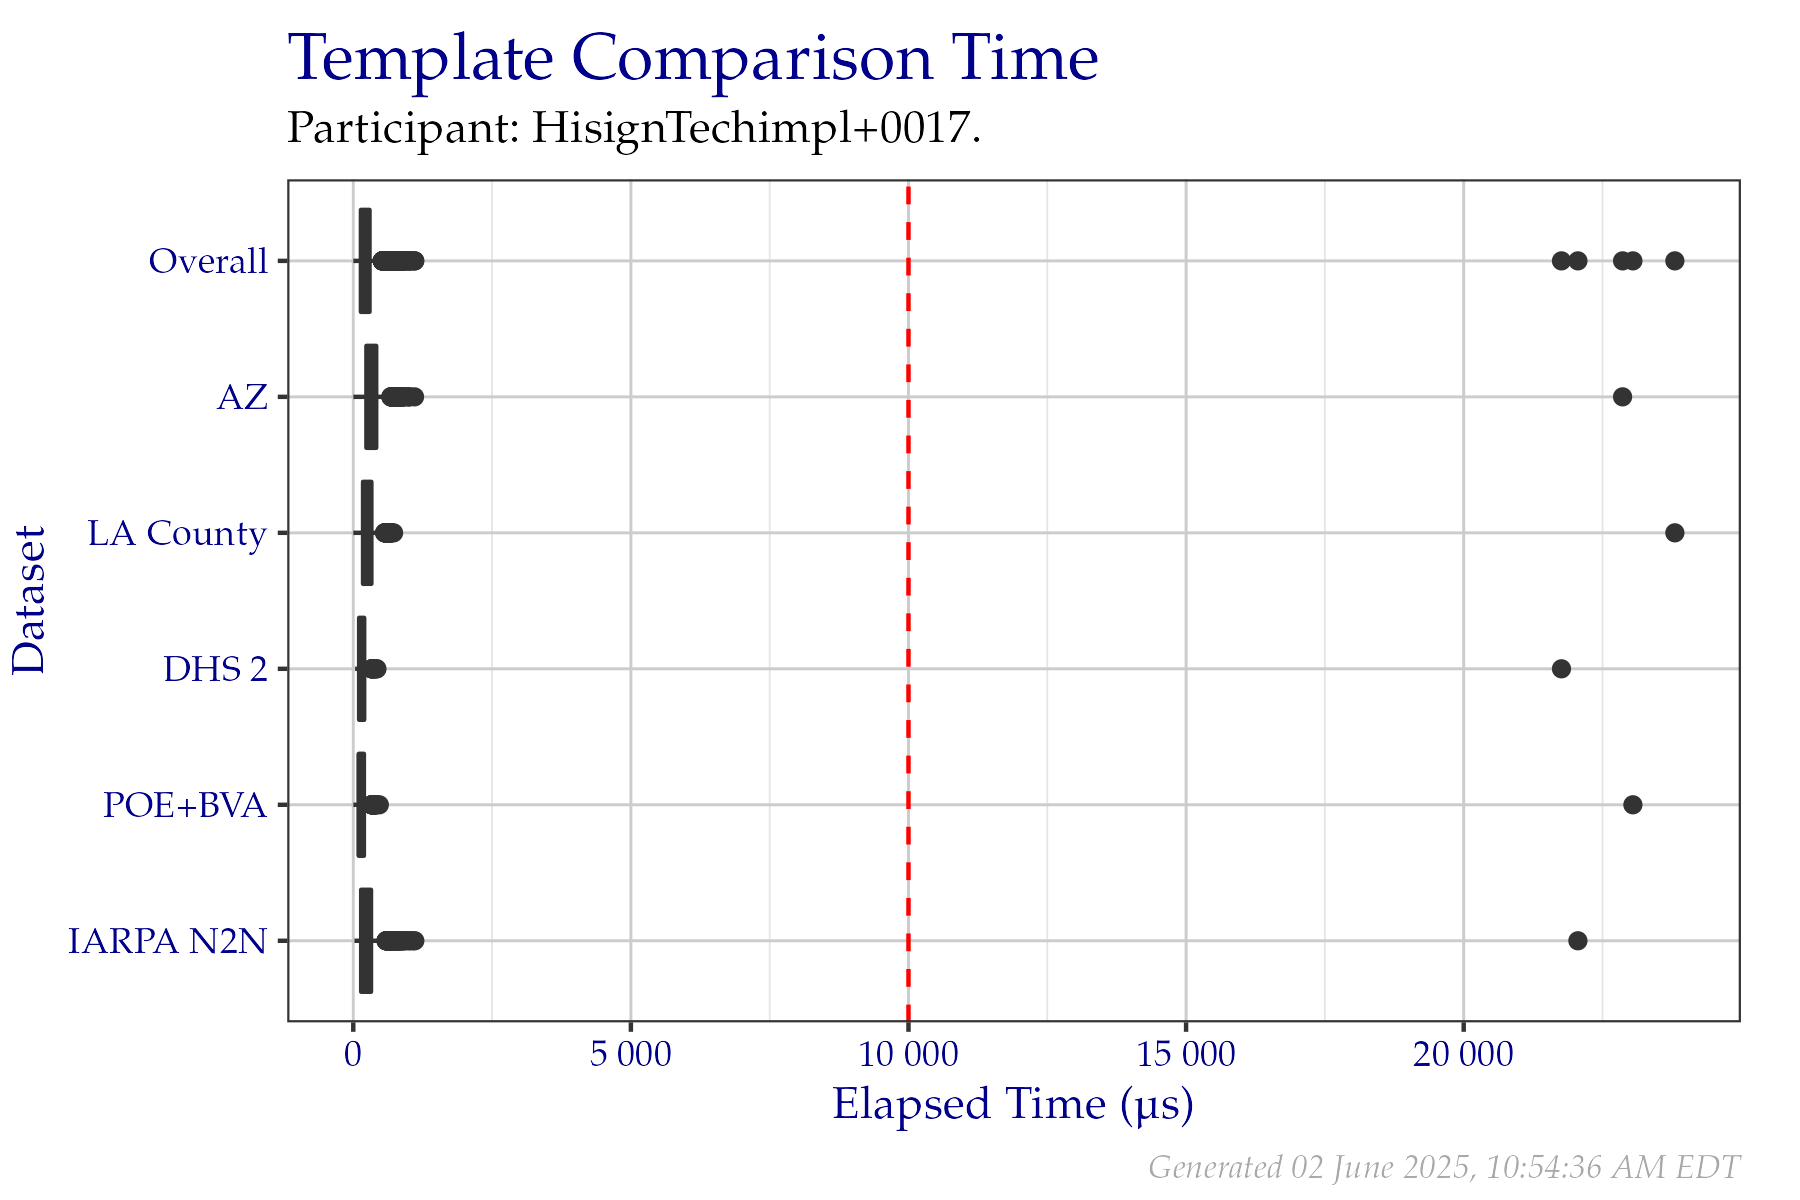 Template Comparison Time
Participant: HisignTechimpl+0017.
Dataset
Overall
AZ
LA County
DHS 2
POE+BVA
IARPA N2N
0
5 000
10 000
15 000
20 000
Elapsed Time (µs)
Generated 02 June 2025, 10:54:36 AM EDT